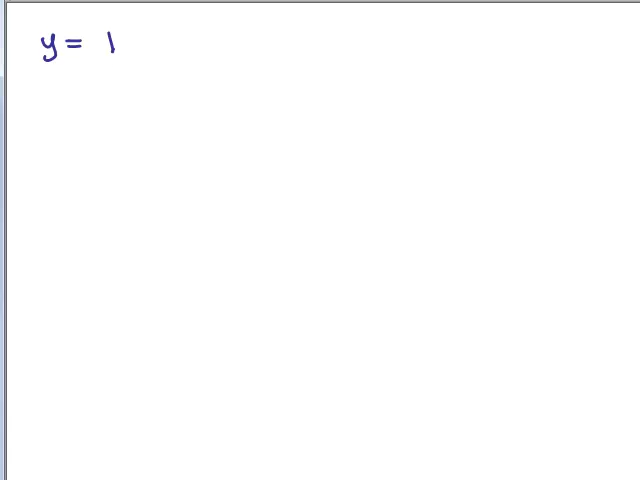 y = 1